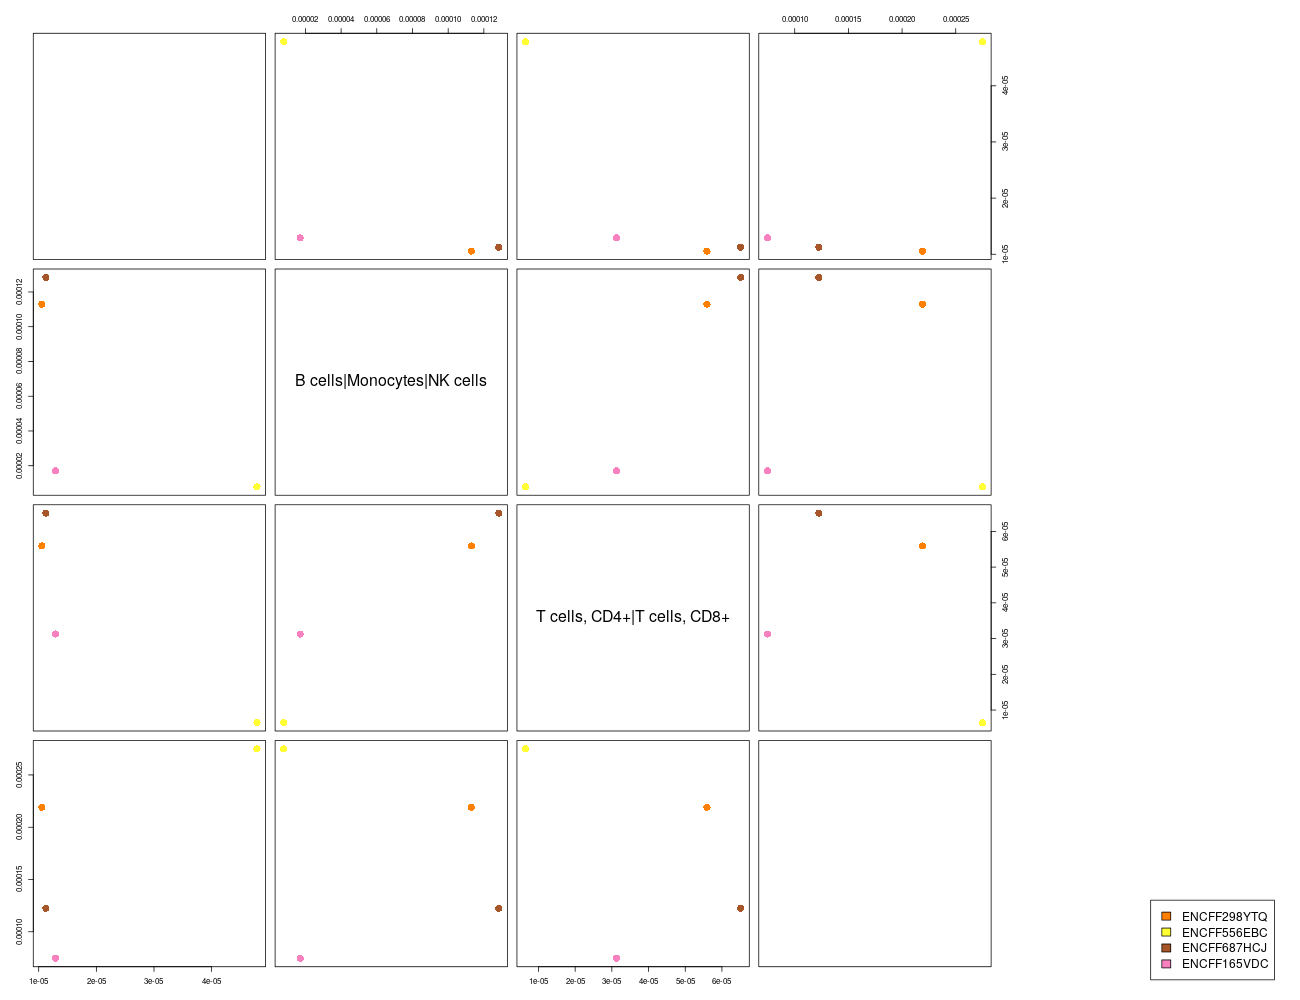 0.00002 0.00004 0.00006 0.00008 0.00010 0.00012
0.00010 0.00015 0.00020 0.00025
1e-05 2e-05 3e-05 4e-05
0.00002 0.00004 0.00006 0.00008 0.00010 0.00012
B cells|Monocytes|NK cells
T cells, CD4+|T cells, CD8+
1e-05 2e-05 3e-05 4e-05 5e-05 6e-05
0.00010 0.00015 0.00020 0.00025
1e-05 2e-05 3e-05 4e-05
1e-05 2e-05 3e-05 4e-05 5e-05 6e-05
ENCFF298YTQ
ENCFF556EBC
ENCFF687HCJ
ENCFF165VDC